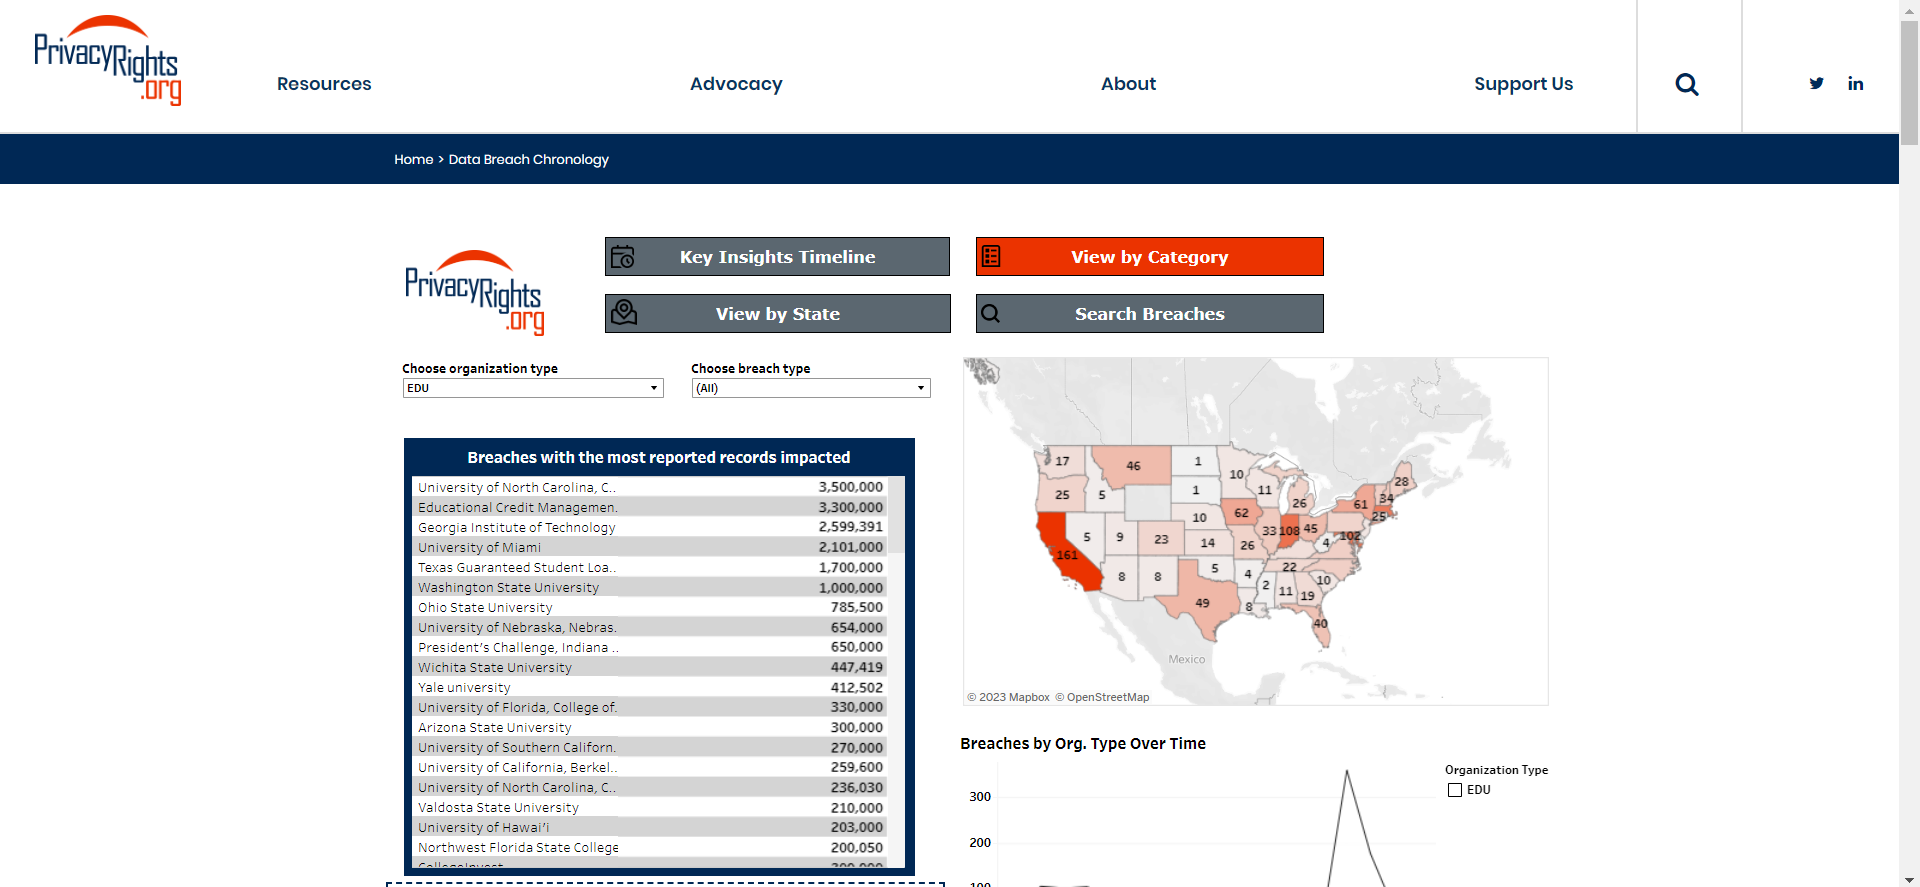 PrivacyRights
.org
Resources
Advocacy
About
Support Us
Home > Data Breach Chronology
PrivacyRights
.org
Key Insights Timeline
View by Category
View by State
Search Breaches
Choose organization type
EDU
Choose breach type
(All)
Breaches with the most reported records impacted
University of North Carolina, C.. 3,500,000
Educational Credit Managemen. 3,300,000
Georgia Institute of Technology 2,599,391
University of Miami 2,101,000
Texas Guaranteed Student Loa.. 1,700,000
Washington State University 1,000,000
Ohio State University 785,500
University of Nebraska, Nebras. 654,000
President's Challenge, Indiana .. 650,000
Wichita State University 447,419
Yale university 412,502
University of Florida, College of. 330,000
Arizona State University 300,000
University of Southern Californ. 270,000
University of California, Berkel.. 259,600
University of North Carolina, C.. 236,030
Valdosta State University 210,000
University of Hawai'i 203,000
Northwest Florida State College 200,050
CollegeInvest 200,000
17 46 1 10 28
25 5 1 11 26 61 34
25
10 62 33 108 45 102
161 5 9 23 14 26 4
8 8 5 4 22 10
49 8 2 11 19
40
Mexico
© 2023 Mapbox © OpenStreetMap
Breaches by Org. Type Over Time
300
200
100
Organization Type
EDU